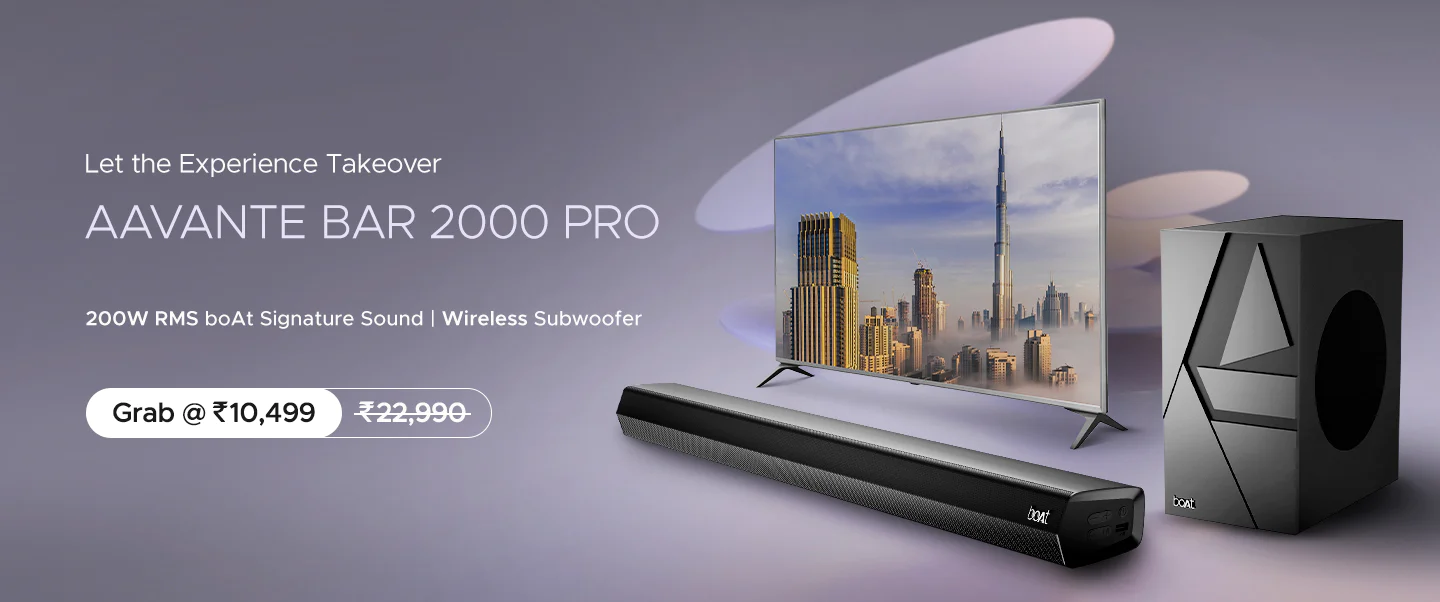 Let the Experience Takeover
AAVANTE BAR 2000 PRO
200W RMS boAt Signature Sound | Wireless Subwoofer
Grab @ ₹10,499 ₹22,990
boAt
boAt